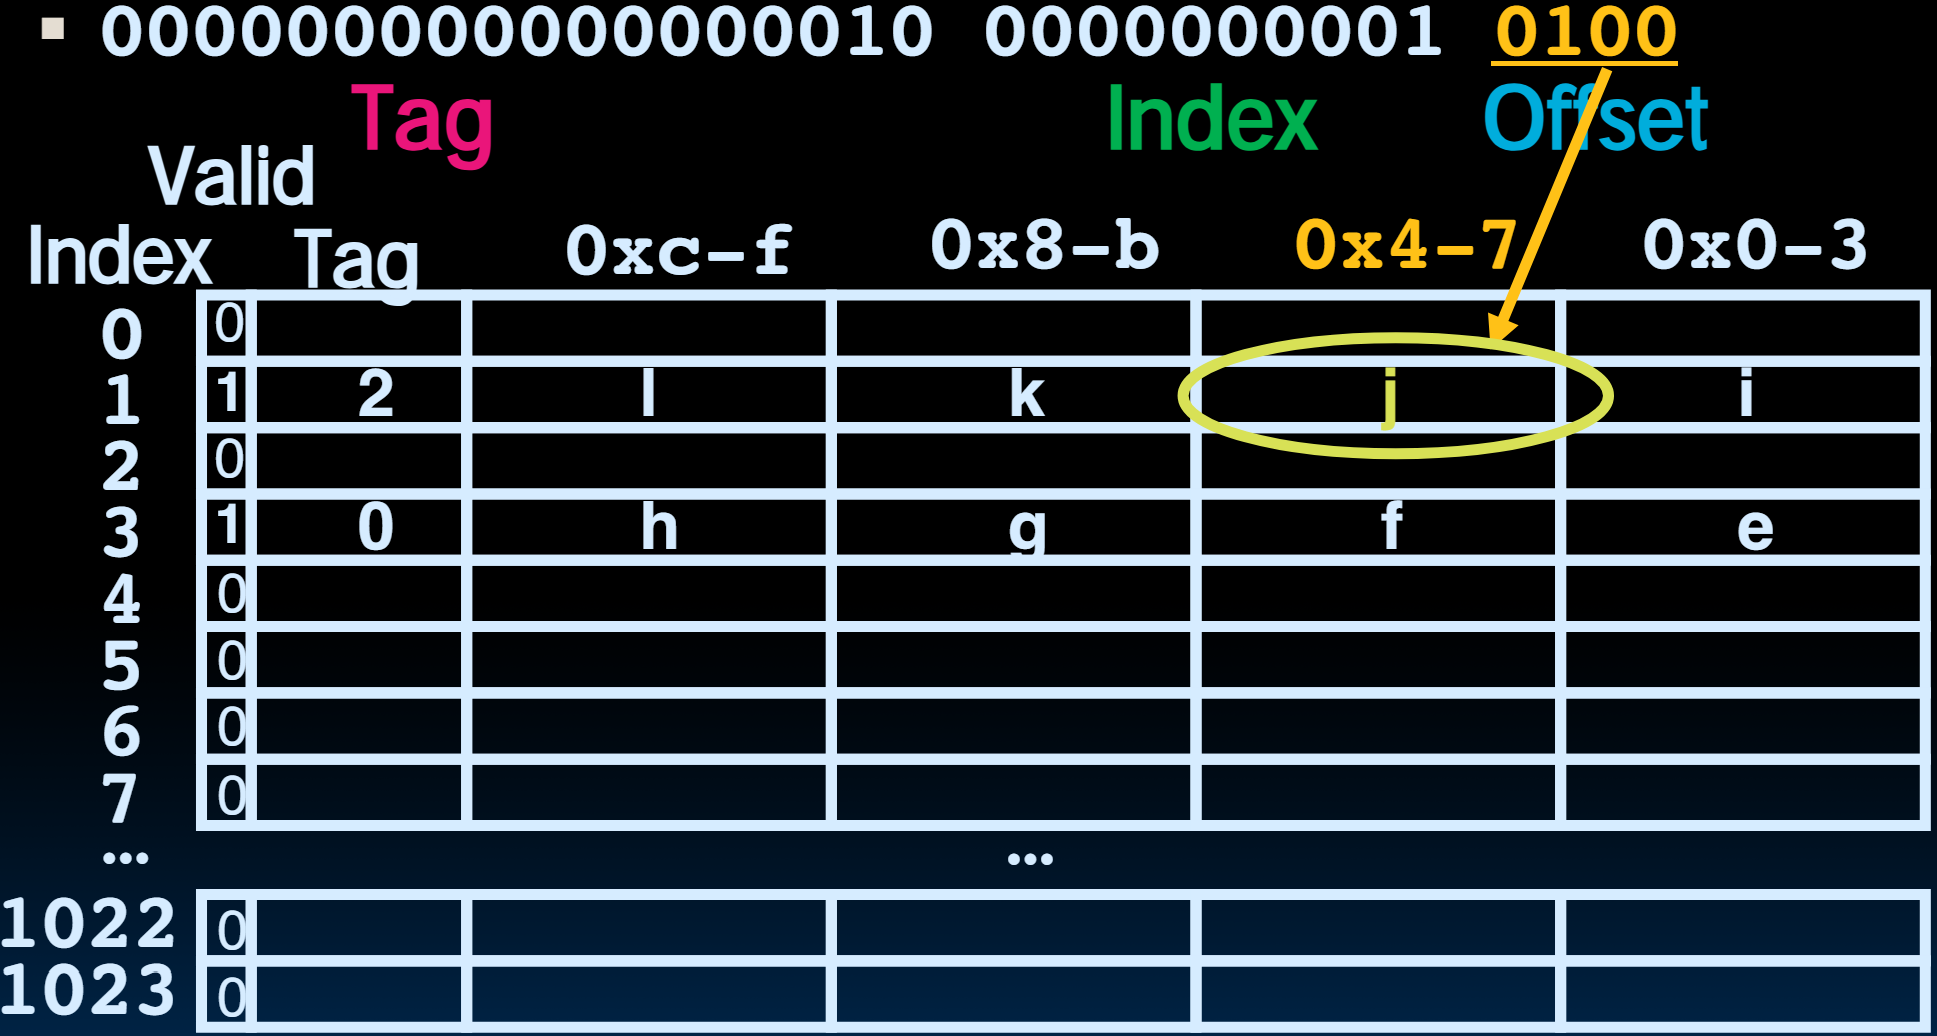 ▪ 000000000000000010 0000000001 0100
Tag Index Offset
Valid
Index Tag 0xc-f 0x8-b 0x4-7 0x0-3
0 0
1 1 2 l k j i
2 0
3 1 0 h g f e
4 0
5 0
6 0
7 0
... ...
1022 0
1023 0